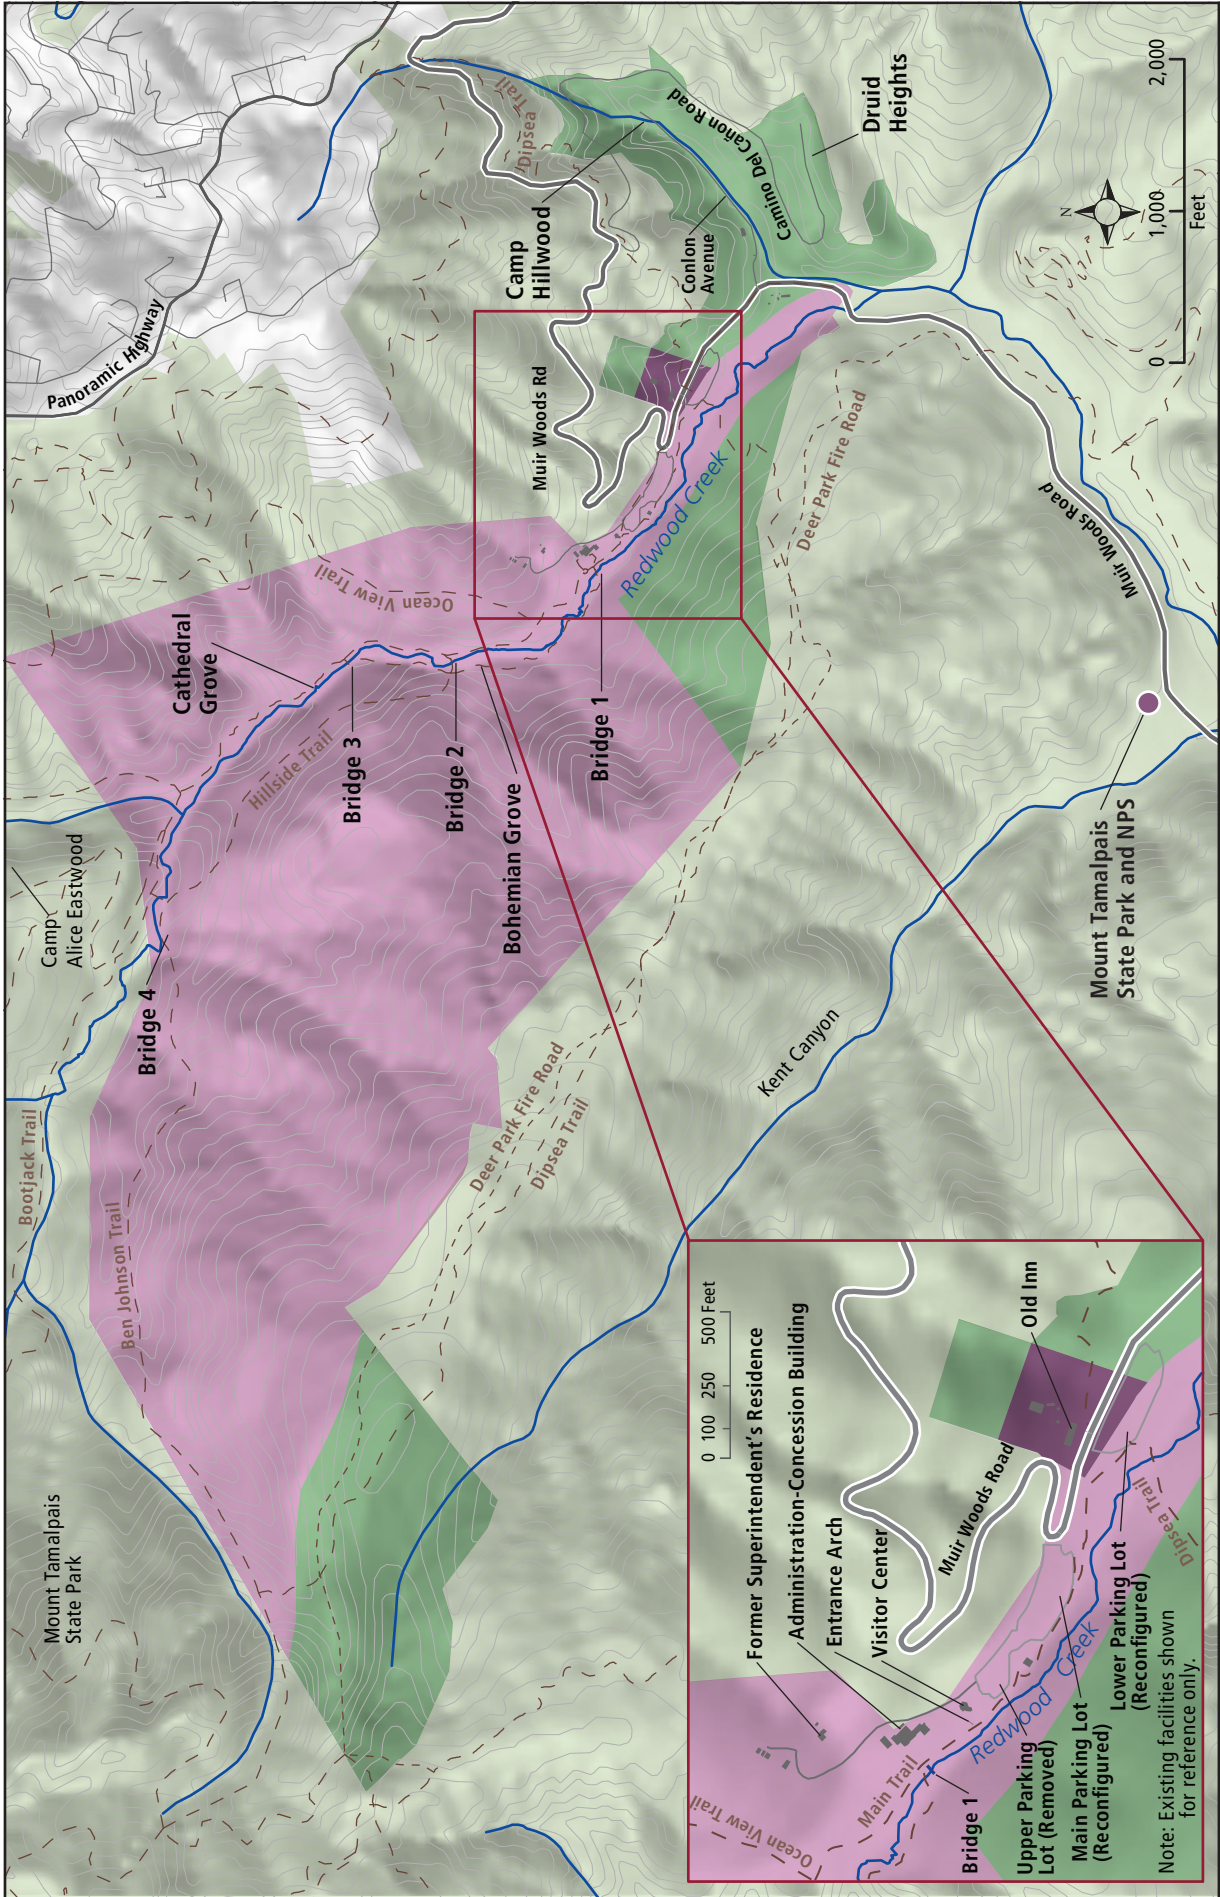 Mount Tamalpais
State Park
Bootjack Trail
Ben Johnson Trail
Camp
Alice Eastwood
Bridge 4
Cathedral
Grove
Hillside Trail
Bridge 3
Bridge 2
Bohemian Grove
Bridge 1
Ocean View Trail
Panoramic Highway
Muir Woods Rd
Camp
Hillwood
Dipsea Trail
Conlon
Avenue
Camino Del Cañon Road
Druid
Heights
Redwood Creek
Deer Park Fire Road
Deer Park Fire Road
Dipsea Trail
Kent Canyon
Muir Woods Road
Mount Tamalpais
State Park and NPS
N
0 1,000 2,000
Feet
0 100 250 500 Feet
Former Superintendent's Residence
Administration-Concession Building
Entrance Arch
Visitor Center
Muir Woods Road
Old Inn
Ocean View Trail
Main Trail
Redwood Creek
Dipsea Trail
Bridge 1
Upper Parking
Lot (Removed)
Main Parking Lot
(Reconfigured)
Lower Parking Lot
(Reconfigured)
Note: Existing facilities shown
for reference only.